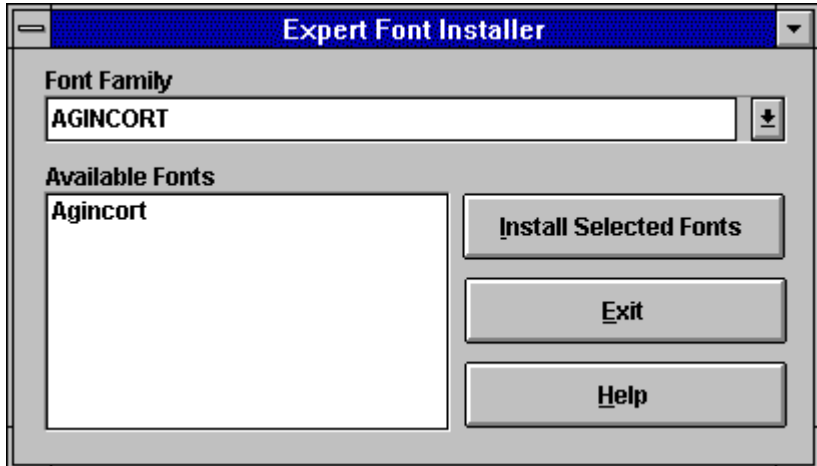 Expert Font Installer
Font Family
AGINCORT
Available Fonts
Agincort
Install Selected Fonts
Exit
Help